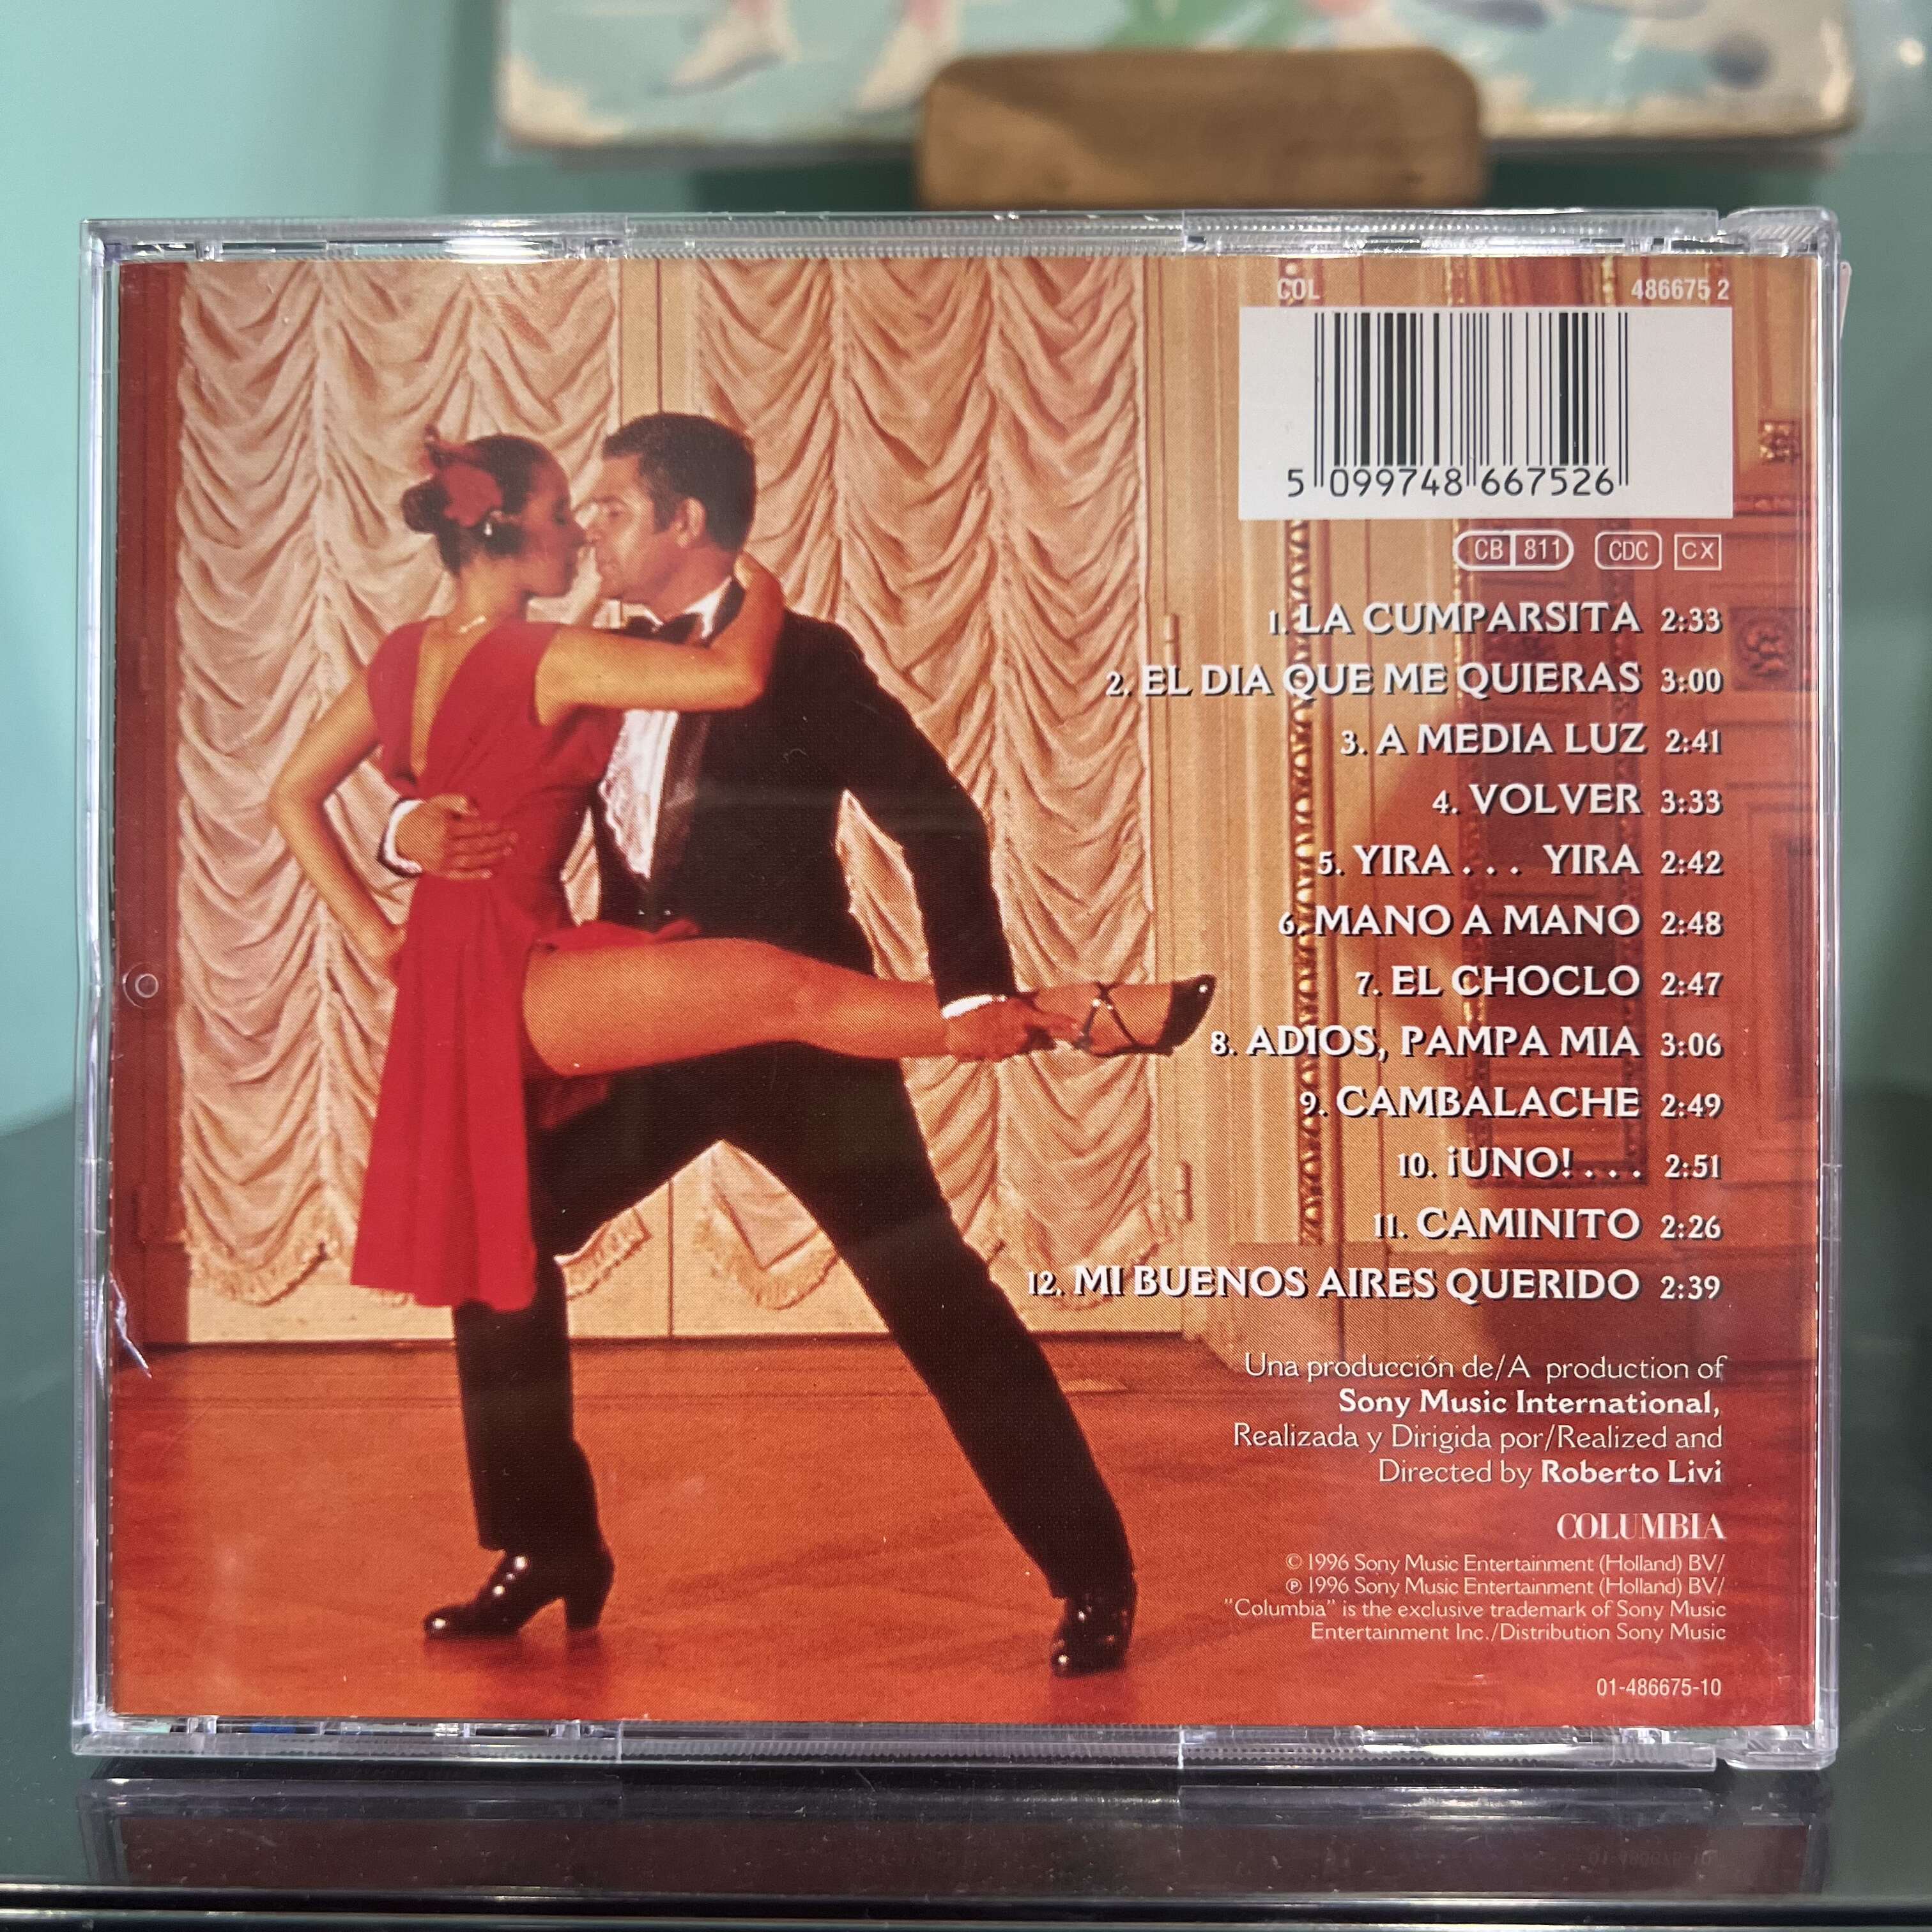 COL 486675 2
5 099748 667526
CB 811 CDC CX
1. LA CUMPARSITA 2:33
2. EL DIA QUE ME QUIERAS 3:00
3. A MEDIA LUZ 2:41
4. VOLVER 3:33
5. YIRA . . . YIRA 2:42
6. MANO A MANO 2:48
7. EL CHOCLO 2:47
8. ADIOS, PAMPA MIA 3:06
9. CAMBALACHE 2:49
10. ¡UNO! . . . 2:51
11. CAMINITO 2:26
12. MI BUENOS AIRES QUERIDO 2:39
Una producción de/A production of
Sony Music International,
Realizada y Dirigida por/Realized and
Directed by Roberto Livi
COLUMBIA
© 1996 Sony Music Entertainment (Holland) BV/
℗ 1996 Sony Music Entertainment (Holland) BV/
"Columbia" is the exclusive trademark of Sony Music
Entertainment Inc./Distribution Sony Music
01-486675-10